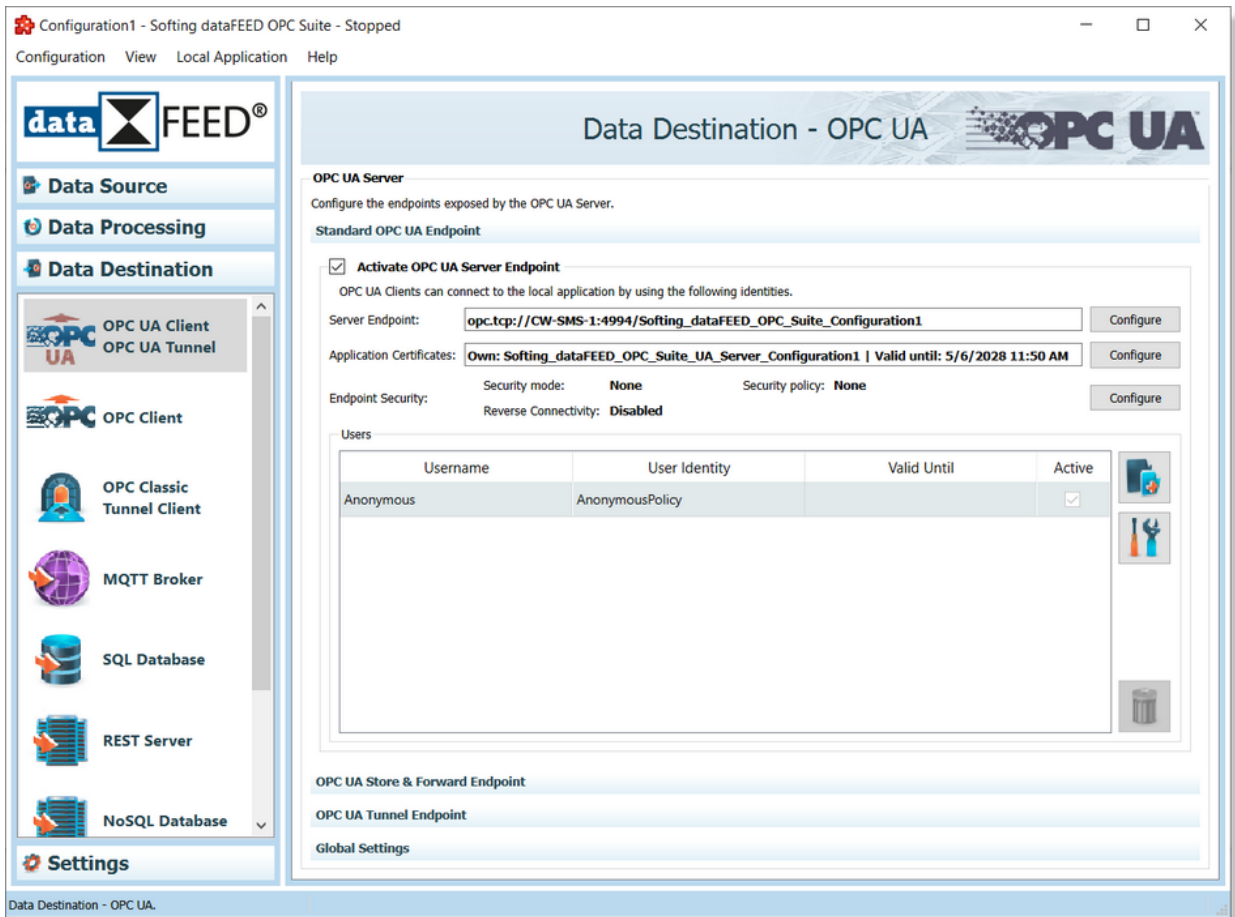 Configuration1 - Softing dataFEED OPC Suite - Stopped
Configuration View Local Application Help
data FEED®
Data Source
Data Processing
Data Destination
OPC UA
OPC UA Client
OPC UA Tunnel
OPC
OPC Client
OPC Classic
Tunnel Client
MQTT Broker
SQL Database
REST Server
NoSQL Database
Settings
Data Destination - OPC UA
OPC UA
OPC UA Server
Configure the endpoints exposed by the OPC UA Server.
Standard OPC UA Endpoint
Activate OPC UA Server Endpoint
OPC UA Clients can connect to the local application by using the following identities.
Server Endpoint: opc.tcp://CW-SMS-1:4994/Softing_dataFEED_OPC_Suite_Configuration1 Configure
Application Certificates: Own: Softing_dataFEED_OPC_Suite_UA_Server_Configuration1 | Valid until: 5/6/2028 11:50 AM Configure
Endpoint Security: Security mode: None Security policy: None Configure
Reverse Connectivity: Disabled
Users
Username User Identity Valid Until Active
Anonymous AnonymousPolicy
OPC UA Store & Forward Endpoint
OPC UA Tunnel Endpoint
Global Settings
Data Destination - OPC UA.